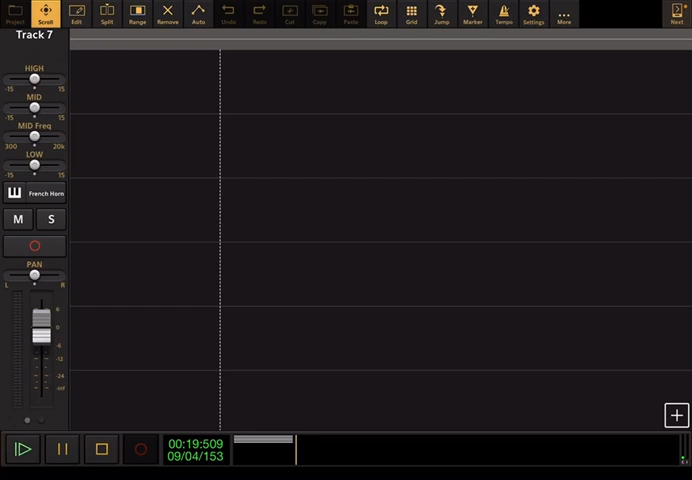 Project Scroll Edit Split Range Remove Auto Undo Redo Cut Copy Paste Loop Grid Jump Marker Tempo Settings More Next
Track 7
HIGH
-15 15
MID
-15 15
MID Freq
300 20k
LOW
-15 15
French Horn
M S
PAN
L R
6
0
-6
-12
-24
-inf
00:19:509
09/04/153